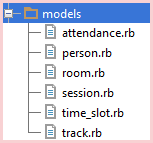 models
attendance.rb
person.rb
room.rb
session.rb
time_slot.rb
track.rb